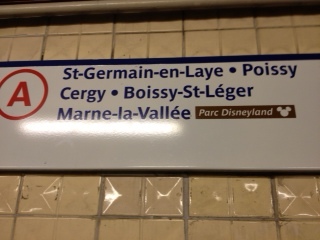 A
St-Germain-en-Laye • Poissy
Cergy • Boissy-St-Léger
Marne-la-Vallée Parc Disneyland